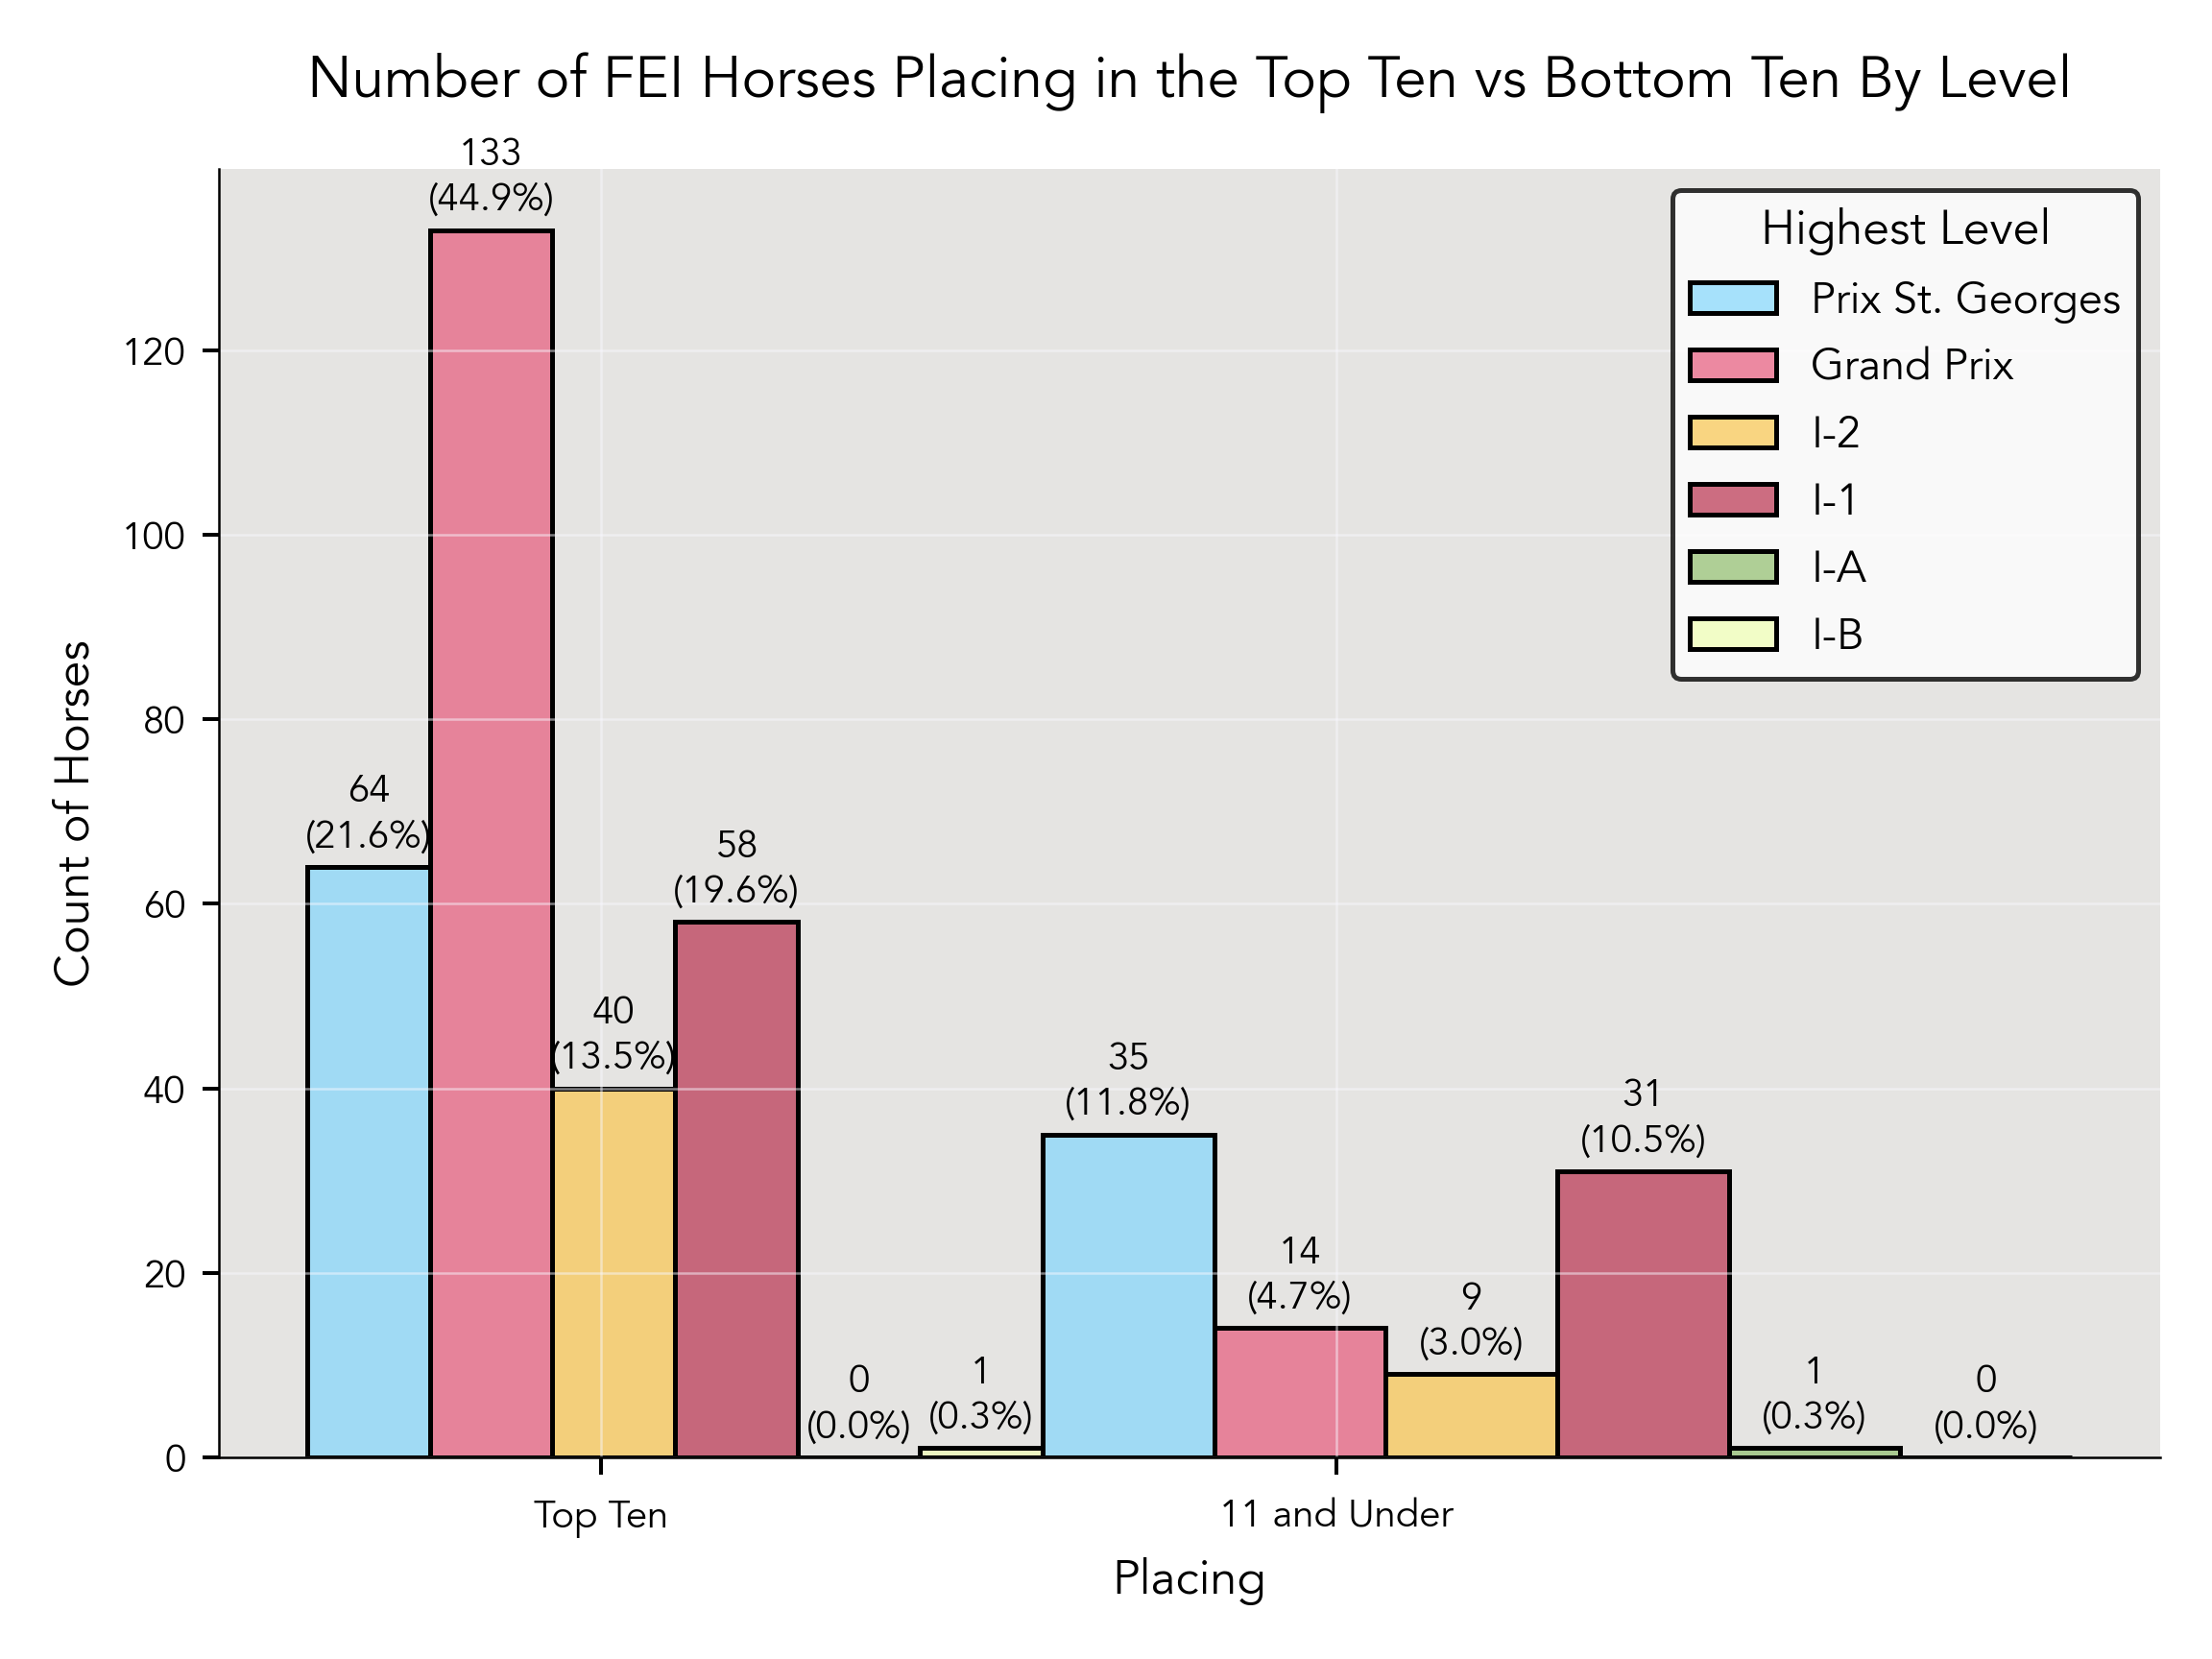 Number of FEI Horses Placing in the Top Ten vs Bottom Ten By Level
Highest Level
Prix St. Georges
Grand Prix
I-2
I-1
I-A
I-B
Count of Horses
120
100
80
60
40
20
0
64
(21.6%)
133
(44.9%)
40
(13.5%)
58
(19.6%)
0
(0.0%)
1
(0.3%)
35
(11.8%)
14
(4.7%)
9
(3.0%)
31
(10.5%)
1
(0.3%)
0
(0.0%)
Top Ten
11 and Under
Placing